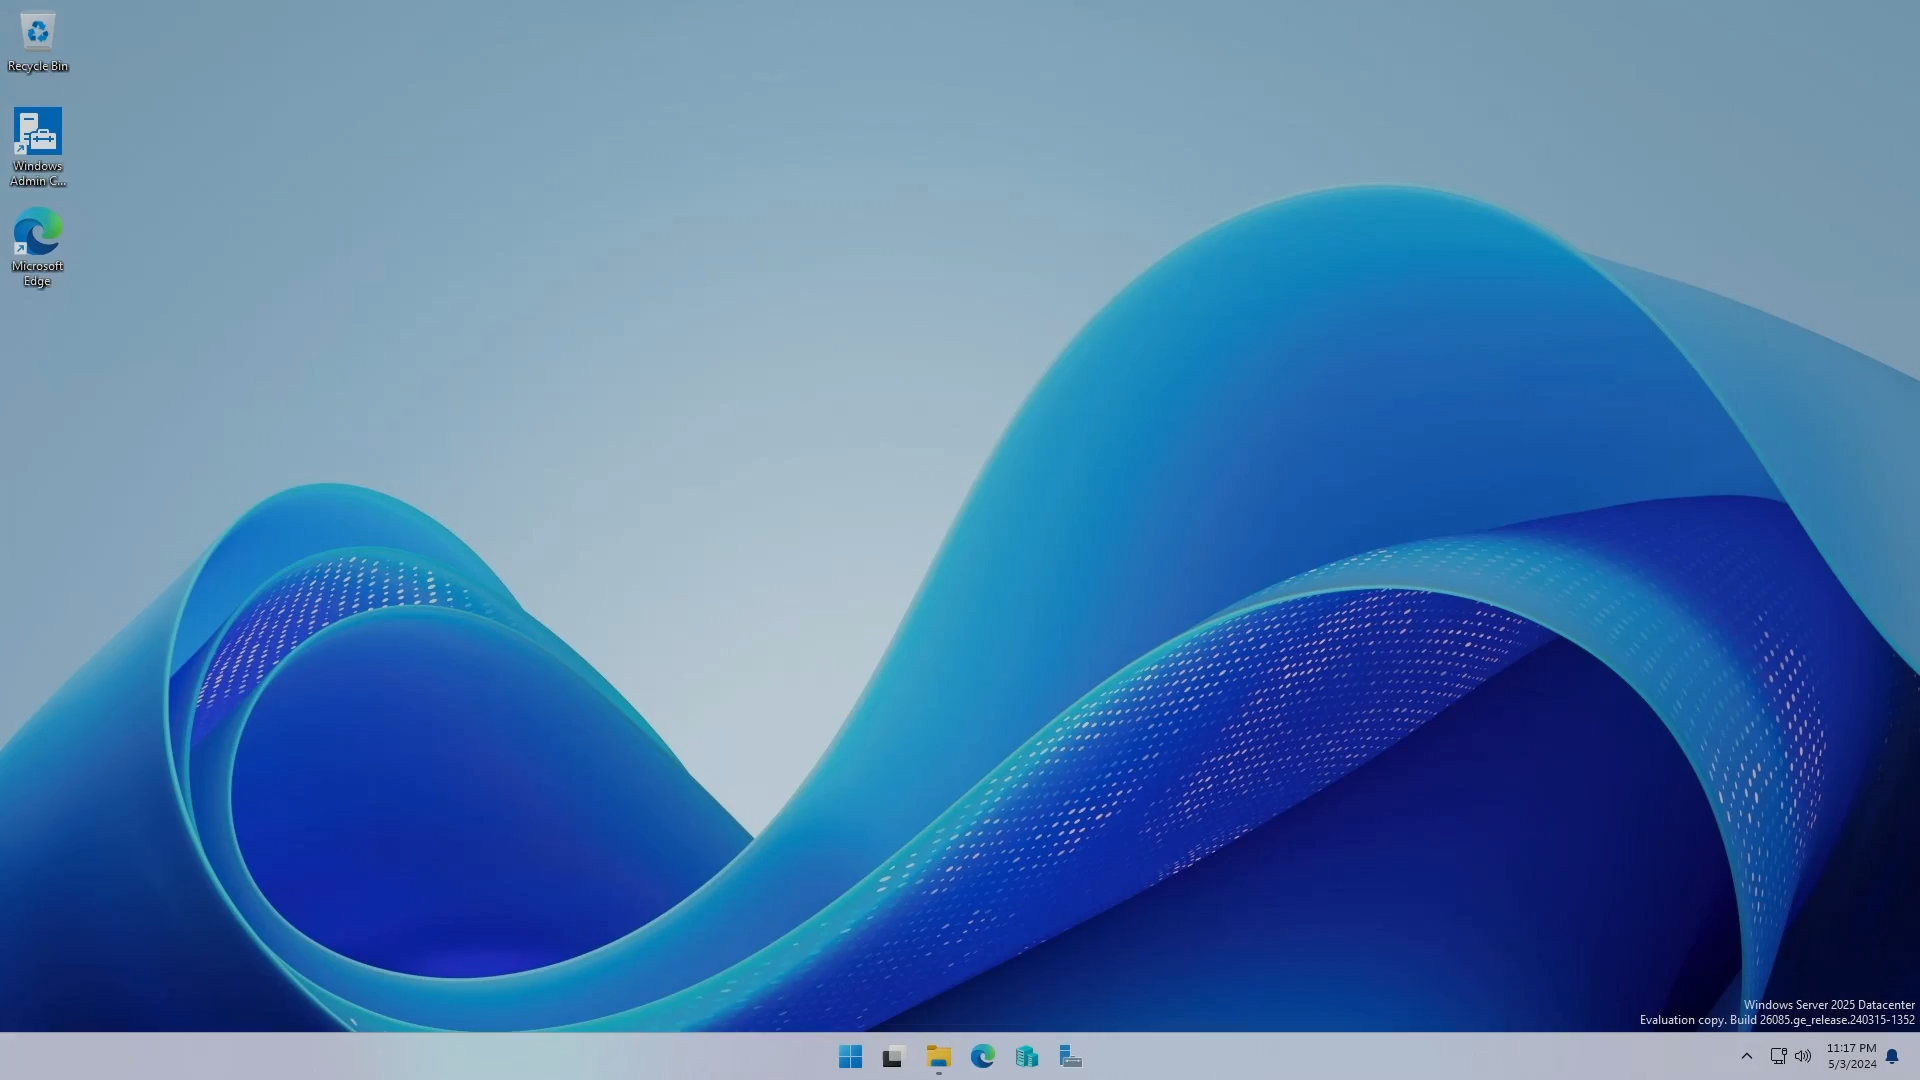 Recycle Bin
Windows
Admin C...
Microsoft
Edge
Windows Server 2025 Datacenter
Evaluation copy. Build 26085.ge_release.240315-1352
11:17 PM
5/3/2024